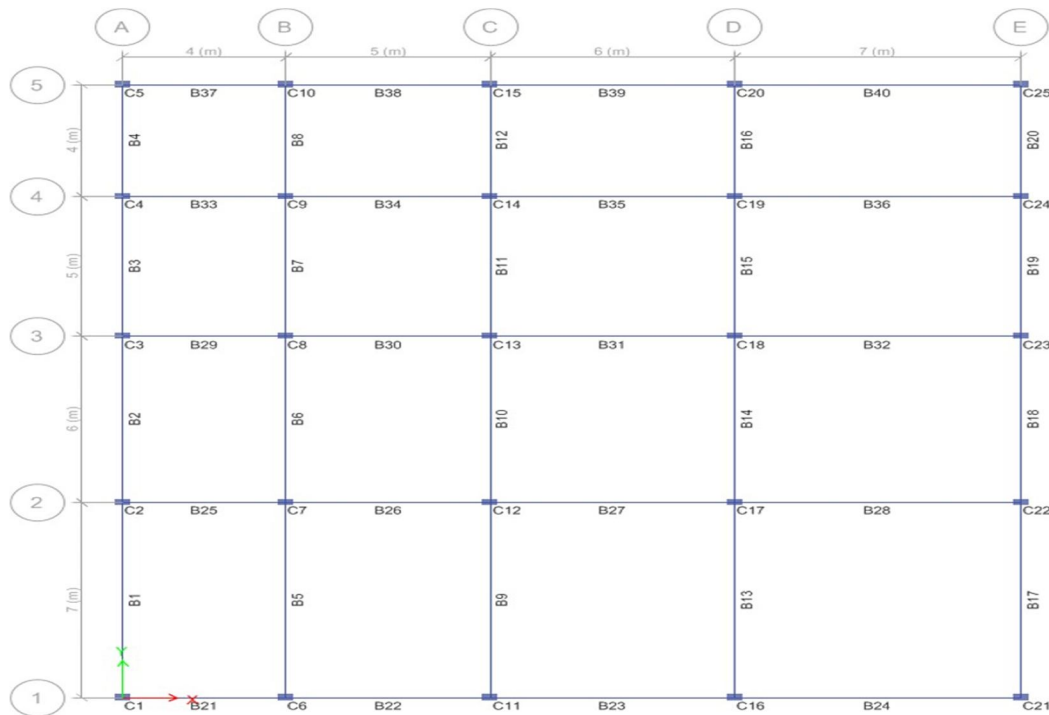 A B C D E
4 (m) 5 (m) 6 (m) 7 (m)
5
C5 B37 C10 B38 C15 B39 C20 B40 C25
4 (m) B4 B8 B12 B16 B20
4
C4 B33 C9 B34 C14 B35 C19 B36 C24
5 (m) B3 B7 B11 B15 B19
3
C3 B29 C8 B30 C13 B31 C18 B32 C23
6 (m) B2 B6 B10 B14 B18
2
C2 B25 C7 B26 C12 B27 C17 B28 C22
7 (m) B1 B5 B9 B13 B17
Y
1 X
C1 B21 C6 B22 C11 B23 C16 B24 C21